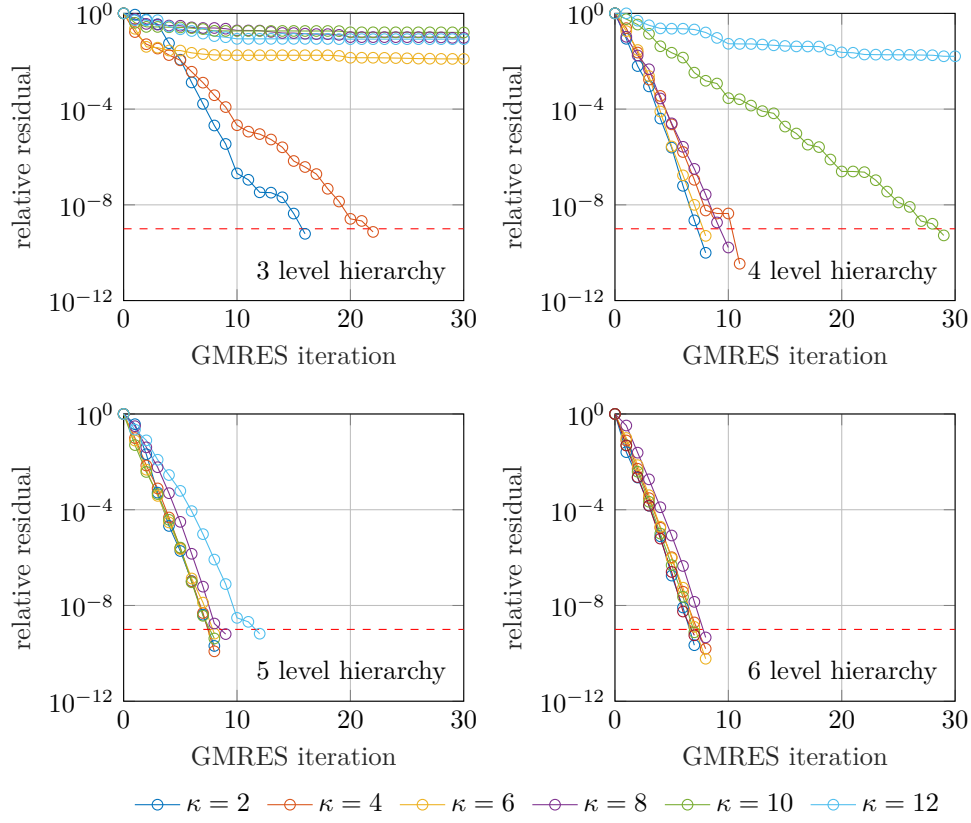 10^0
10^−4
10^−8
10^−12
relative residual
3 level hierarchy
0 10 20 30
GMRES iteration
10^0
10^−4
10^−8
10^−12
relative residual
4 level hierarchy
0 10 20 30
GMRES iteration
10^0
10^−4
10^−8
10^−12
relative residual
5 level hierarchy
0 10 20 30
GMRES iteration
10^0
10^−4
10^−8
10^−12
relative residual
6 level hierarchy
0 10 20 30
GMRES iteration
κ = 2 κ = 4 κ = 6 κ = 8 κ = 10 κ = 12